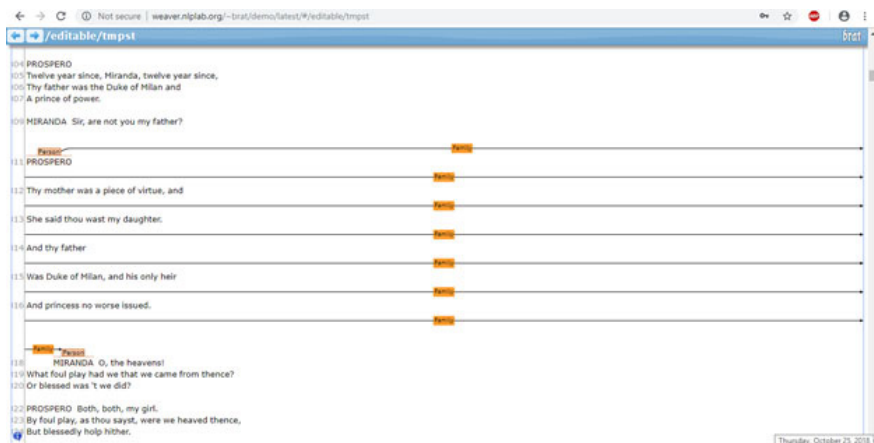 Not secure | weaver.nlplab.org/~brat/demo/latest/#/editable/tmpst
/editable/tmpst brat
104 PROSPERO
105 Twelve year since, Miranda, twelve year since,
106 Thy father was the Duke of Milan and
107 A prince of power.
109 MIRANDA Sir, are not you my father?
Person Family
111 PROSPERO
Family
112 Thy mother was a piece of virtue, and
Family
113 She said thou wast my daughter.
Family
114 And thy father
Family
115 Was Duke of Milan, and his only heir
Family
116 And princess no worse issued.
Family
Family Person
118 MIRANDA O, the heavens!
119 What foul play had we that we came from thence?
120 Or blessed was 't we did?
122 PROSPERO Both, both, my girl.
123 By foul play, as thou sayst, were we heaved thence,
But blessedly holp hither.
Thursday, October 25, 2018